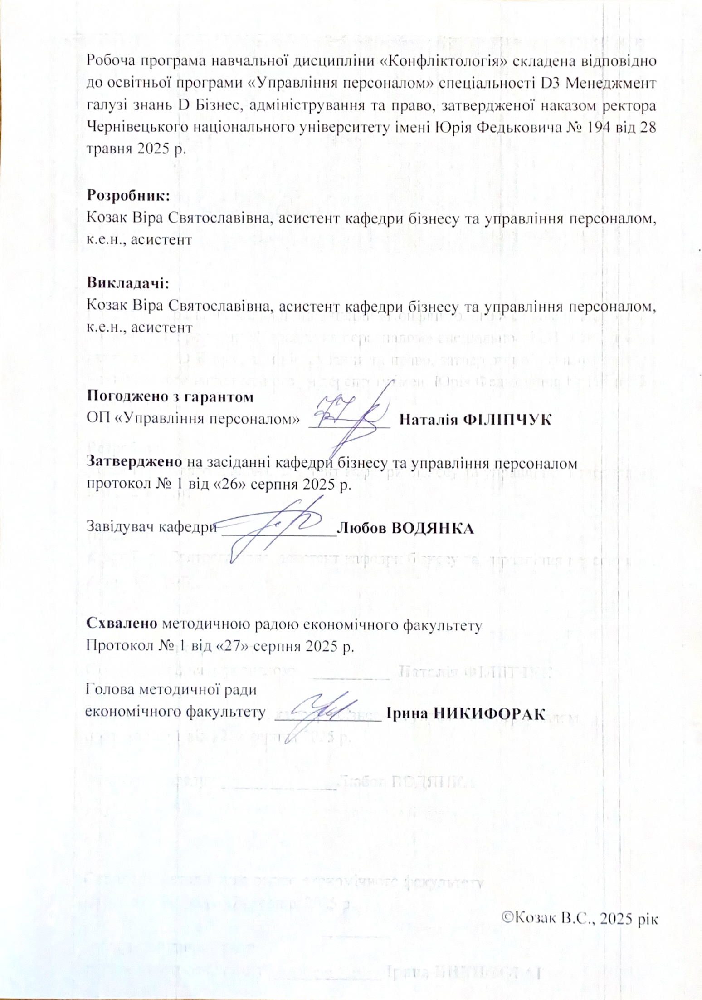 Робоча програма навчальної дисципліни «Конфліктологія» складена відповідно
до освітньої програми «Управління персоналом» спеціальності D3 Менеджмент
галузі знань D Бізнес, адміністрування та право, затвердженої наказом ректора
Чернівецького національного університету імені Юрія Федьковича № 194 від 28
травня 2025 р.
Розробник:
Козак Віра Святославівна, асистент кафедри бізнесу та управління персоналом,
к.е.н., асистент
Викладачі:
Козак Віра Святославівна, асистент кафедри бізнесу та управління персоналом,
к.е.н., асистент
Погоджено з гарантом
ОП «Управління персоналом» Наталія ФІЛІПЧУК
Затверджено на засіданні кафедри бізнесу та управління персоналом
протокол № 1 від «26» серпня 2025 р.
Завідувач кафедри Любов ВОДЯНКА
Схвалено методичною радою економічного факультету
Протокол № 1 від «27» серпня 2025 р.
Голова методичної ради
економічного факультету Ірина НИКИФОРАК
©Козак В.С., 2025 рік